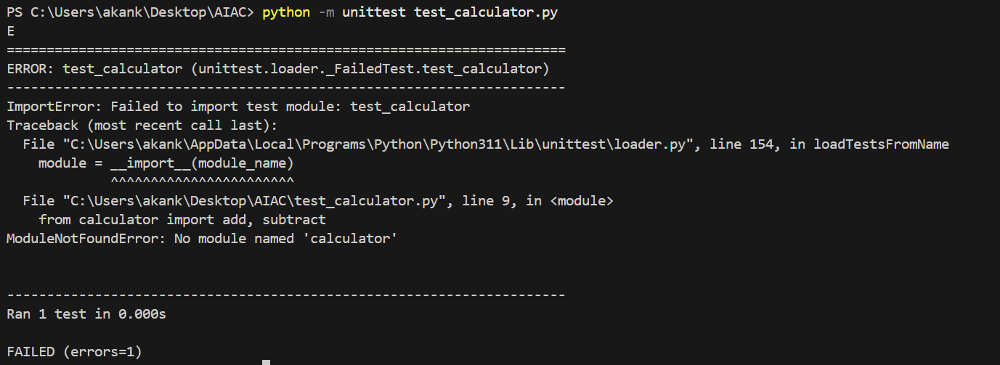 PS C:\Users\akank\Desktop\AIAC> python -m unittest test_calculator.py
E
======================================================================
ERROR: test_calculator (unittest.loader._FailedTest.test_calculator)
----------------------------------------------------------------------
ImportError: Failed to import test module: test_calculator
Traceback (most recent call last):
  File "C:\Users\akank\AppData\Local\Programs\Python\Python311\Lib\unittest\loader.py", line 154, in loadTestsFromName
    module = __import__(module_name)
             ^^^^^^^^^^^^^^^^^^^^^^^
  File "C:\Users\akank\Desktop\AIAC\test_calculator.py", line 9, in <module>
    from calculator import add, subtract
ModuleNotFoundError: No module named 'calculator'
----------------------------------------------------------------------
Ran 1 test in 0.000s
FAILED (errors=1)